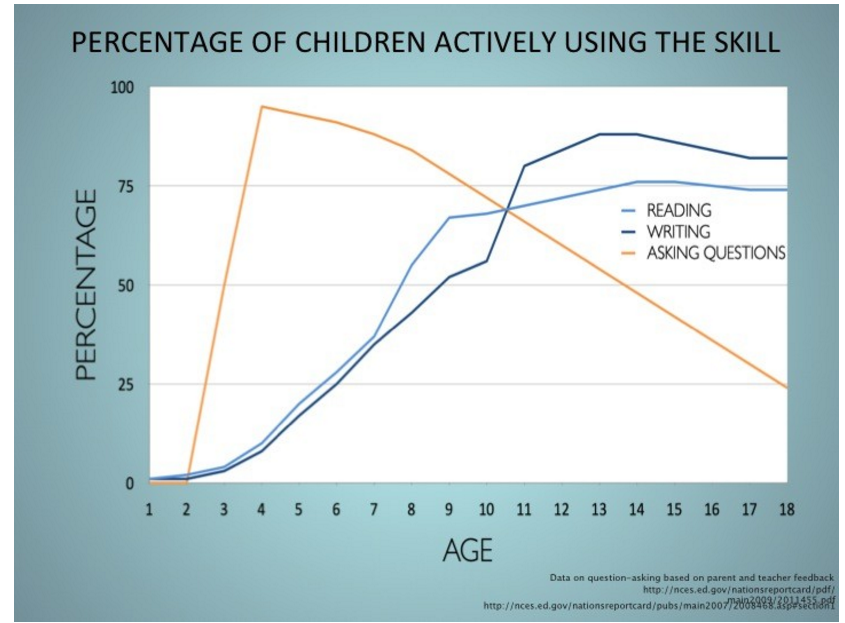 PERCENTAGE OF CHILDREN ACTIVELY USING THE SKILL
100
75
50
25
0
PERCENTAGE
READING
WRITING
ASKING QUESTIONS
1 2 3 4 5 6 7 8 9 10 11 12 13 14 15 16 17 18
AGE
Data on question-asking based on parent and teacher feedback
http://nces.ed.gov/nationsreportcard/pdf/
main2009/2011455.pdf
http://nces.ed.gov/nationsreportcard/pubs/main2007/2008468.asp#section1